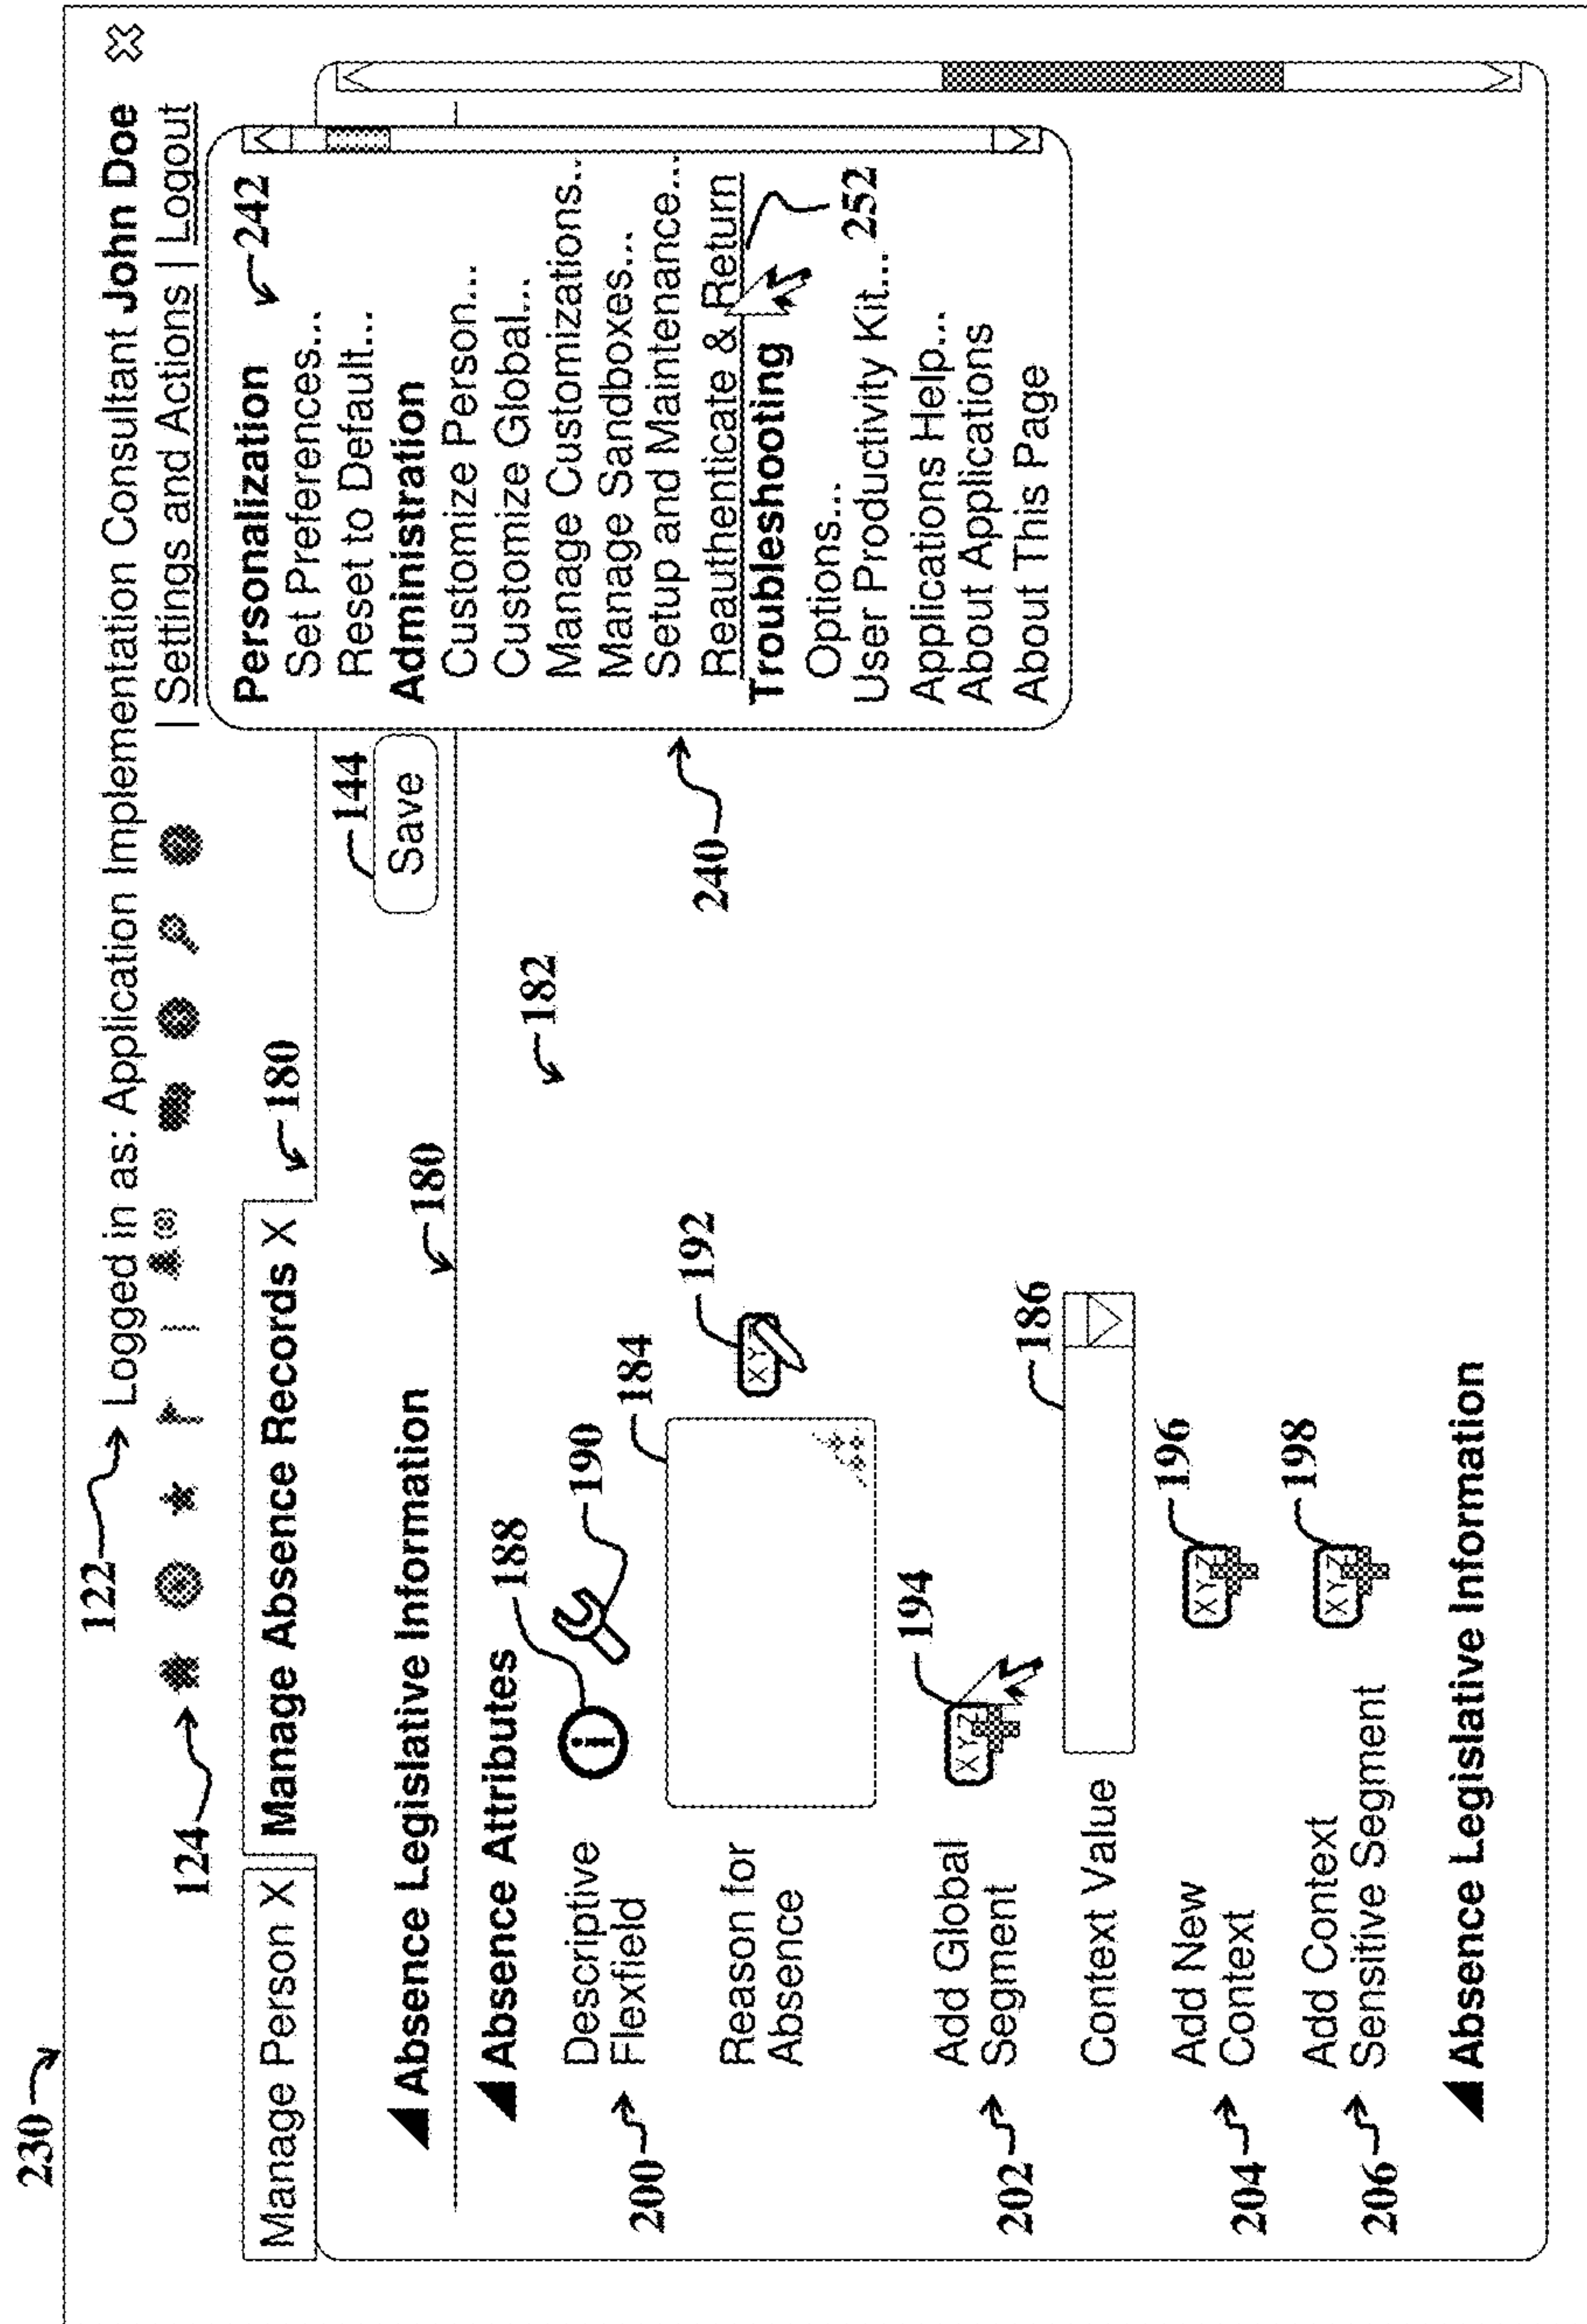 230
122
Logged in as: Application Implementation Consultant John Doe
124
| Settings and Actions | Logout
Manage Person X
Manage Absence Records X
180
144
Save
Absence Legislative Information
180
Absence Attributes
182
188
190
200
Descriptive
Flexfield
i
184
Reason for
Absence
192
XY
194
202
Add Global
Segment
XYZ
186
Context Value
196
204
Add New
Context
XYZ
198
206
Add Context
Sensitive Segment
XYZ
Absence Legislative Information
240
Personalization
242
Set Preferences...
Reset to Default...
Administration
Customize Person...
Customize Global...
Manage Customizations...
Manage Sandboxes...
Setup and Maintenance...
Reauthenticate & Return
Troubleshooting
252
Options...
User Productivity Kit...
Applications Help...
About Applications
About This Page